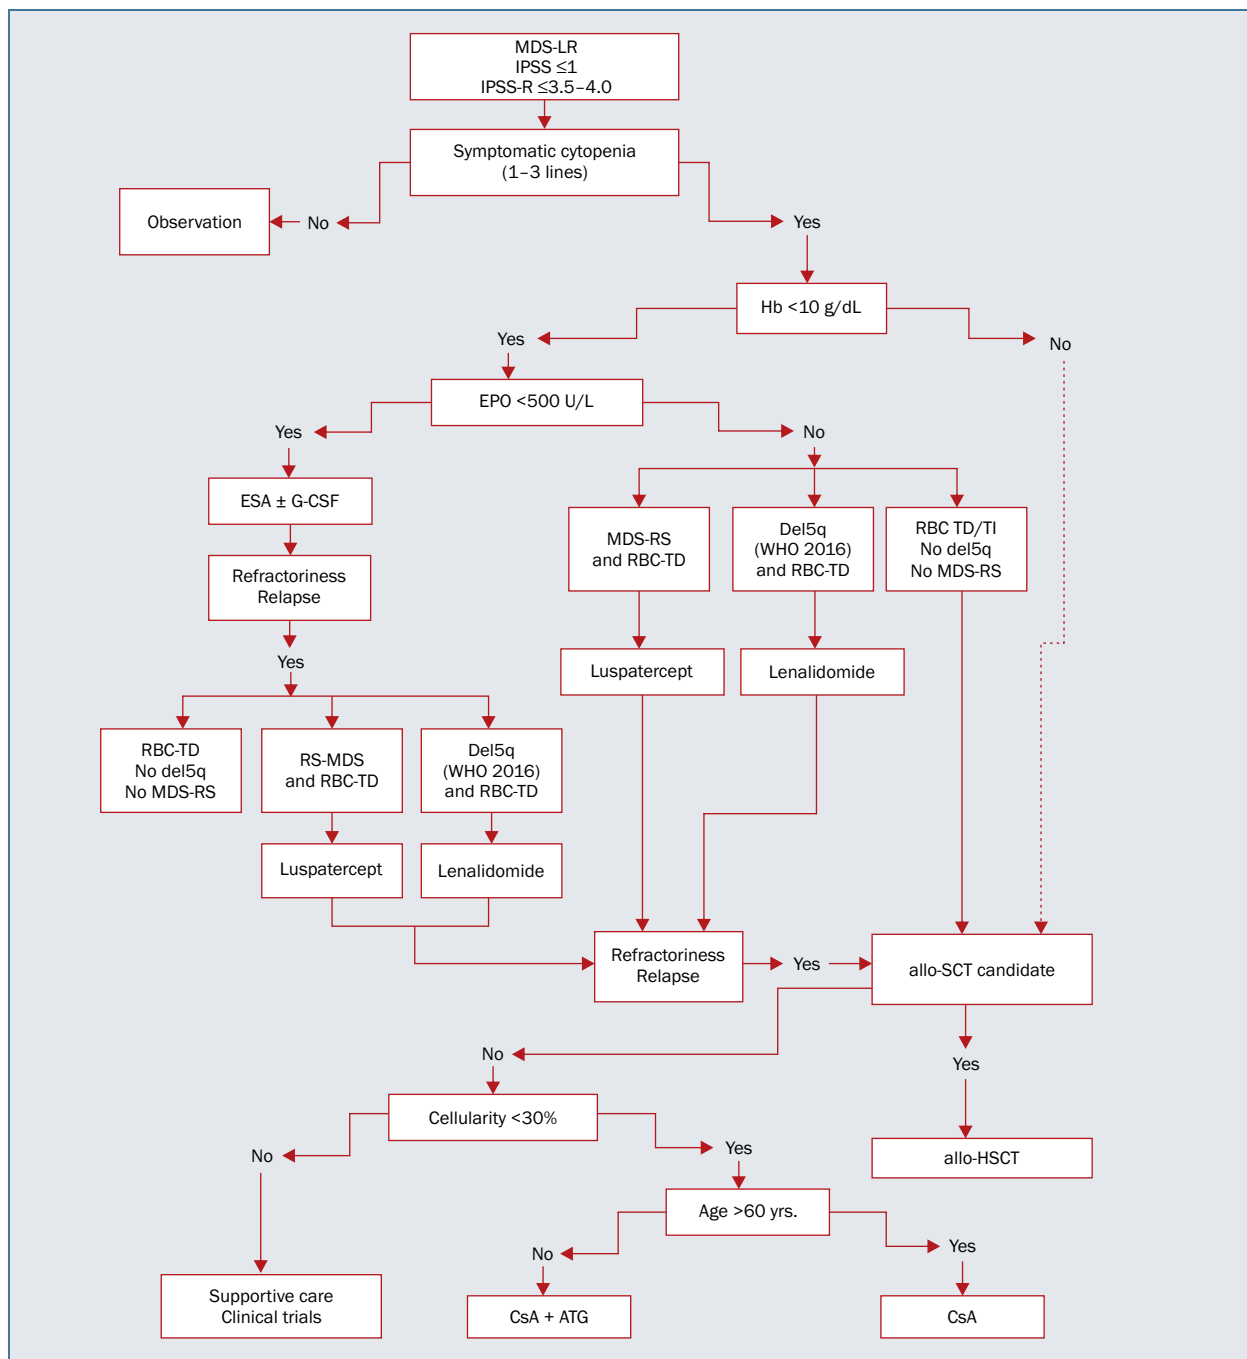 MDS-LR
IPSS ≤1
IPSS-R ≤3.5–4.0
Symptomatic cytopenia
(1–3 lines)
Observation
No
Yes
Hb <10 g/dL
Yes
No
EPO <500 U/L
Yes
No
ESA ± G-CSF
MDS-RS
and RBC-TD
Del5q
(WHO 2016)
and RBC-TD
RBC TD/TI
No del5q
No MDS-RS
Refractoriness
Relapse
Yes
Luspatercept
Lenalidomide
RBC-TD
No del5q
No MDS-RS
RS-MDS
and RBC-TD
Del5q
(WHO 2016)
and RBC-TD
Luspatercept
Lenalidomide
Refractoriness
Relapse
Yes
allo-SCT candidate
No
Yes
Cellularity <30%
No
Yes
allo-HSCT
Age >60 yrs.
No
Yes
Supportive care
Clinical trials
CsA + ATG
CsA